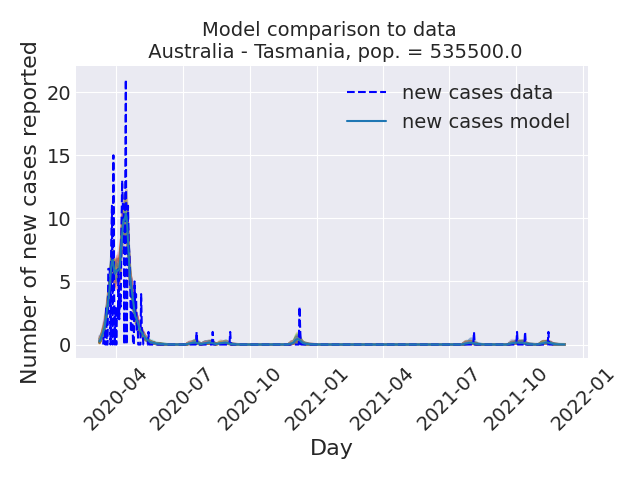 Model comparison to data
Australia - Tasmania, pop. = 535500.0
Number of new cases reported
20
15
10
5
0
new cases data
new cases model
2020-04
2020-07
2020-10
2021-01
2021-04
2021-07
2021-10
2022-01
Day